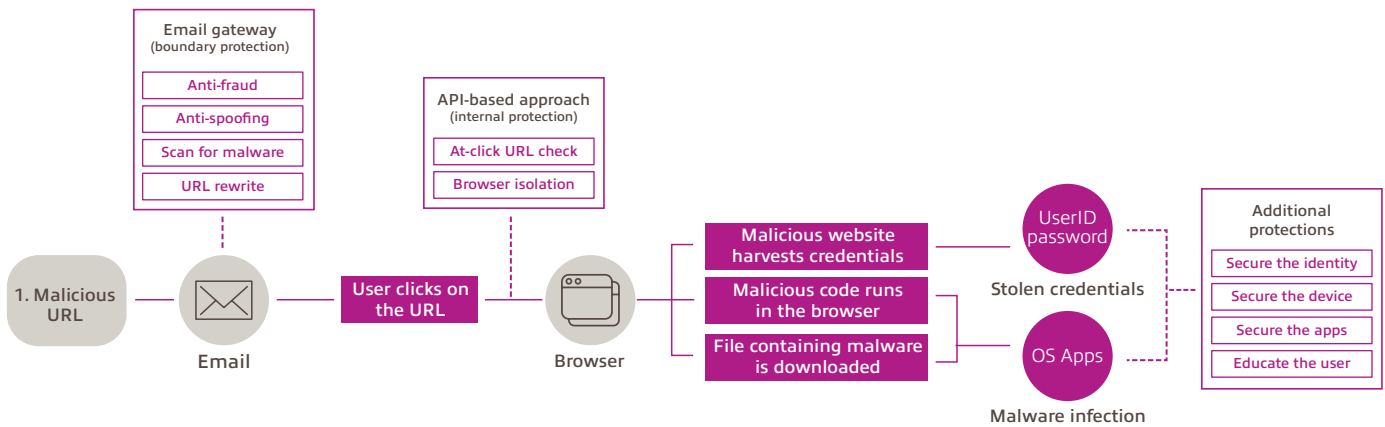 Email gateway
(boundary protection)
Anti-fraud
Anti-spoofing
Scan for malware
URL rewrite
API-based approach
(internal protection)
At-click URL check
Browser isolation
1. Malicious
URL
Email
User clicks on
the URL
Browser
Malicious website
harvests credentials
Malicious code runs
in the browser
File containing malware
is downloaded
UserID
password
Stolen credentials
OS Apps
Malware infection
Additional
protections
Secure the identity
Secure the device
Secure the apps
Educate the user